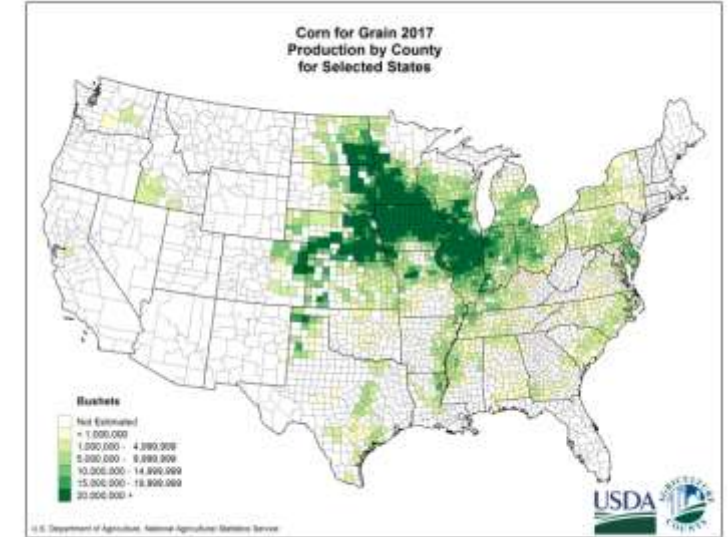 Corn for Grain 2017
Production by County
for Selected States
Bushels
Not Estimated
< 1,000,000
1,000,000 - 4,999,999
5,000,000 - 9,999,999
10,000,000 - 14,999,999
15,000,000 - 19,999,999
20,000,000 +
U.S. Department of Agriculture, National Agricultural Statistics Service
USDA
AGRICULTURE
COUNTS